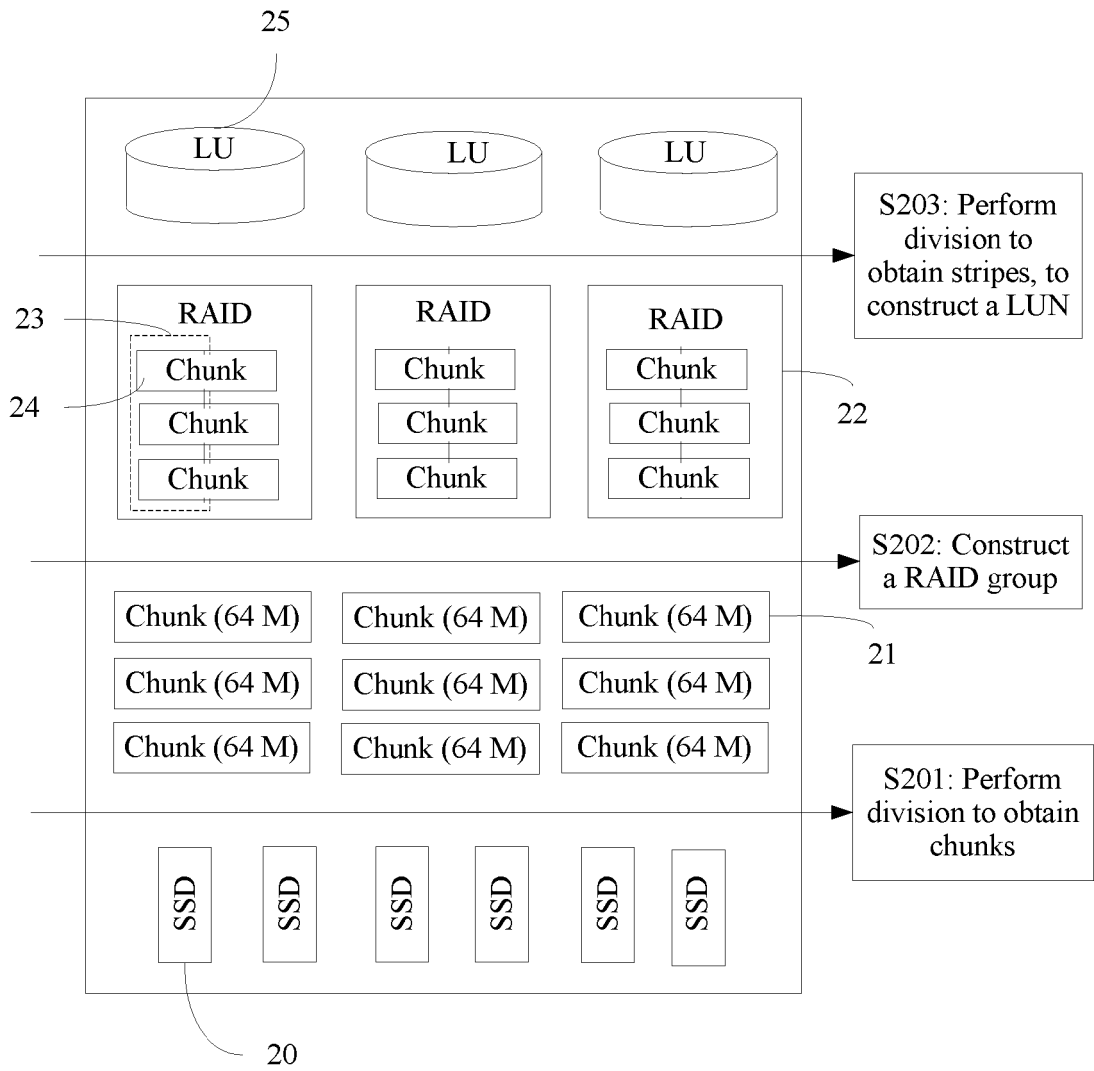 25
LU
LU
LU
S203: Perform
division to
obtain stripes, to
construct a LUN
23
RAID
RAID
RAID
Chunk
Chunk
Chunk
24
22
Chunk
Chunk
Chunk
Chunk
Chunk
Chunk
S202: Construct
a RAID group
Chunk (64 M)
Chunk (64 M)
Chunk (64 M)
21
Chunk (64 M)
Chunk (64 M)
Chunk (64 M)
Chunk (64 M)
Chunk (64 M)
Chunk (64 M)
S201: Perform
division to obtain
chunks
SSD
SSD
SSD
SSD
SSD
SSD
20